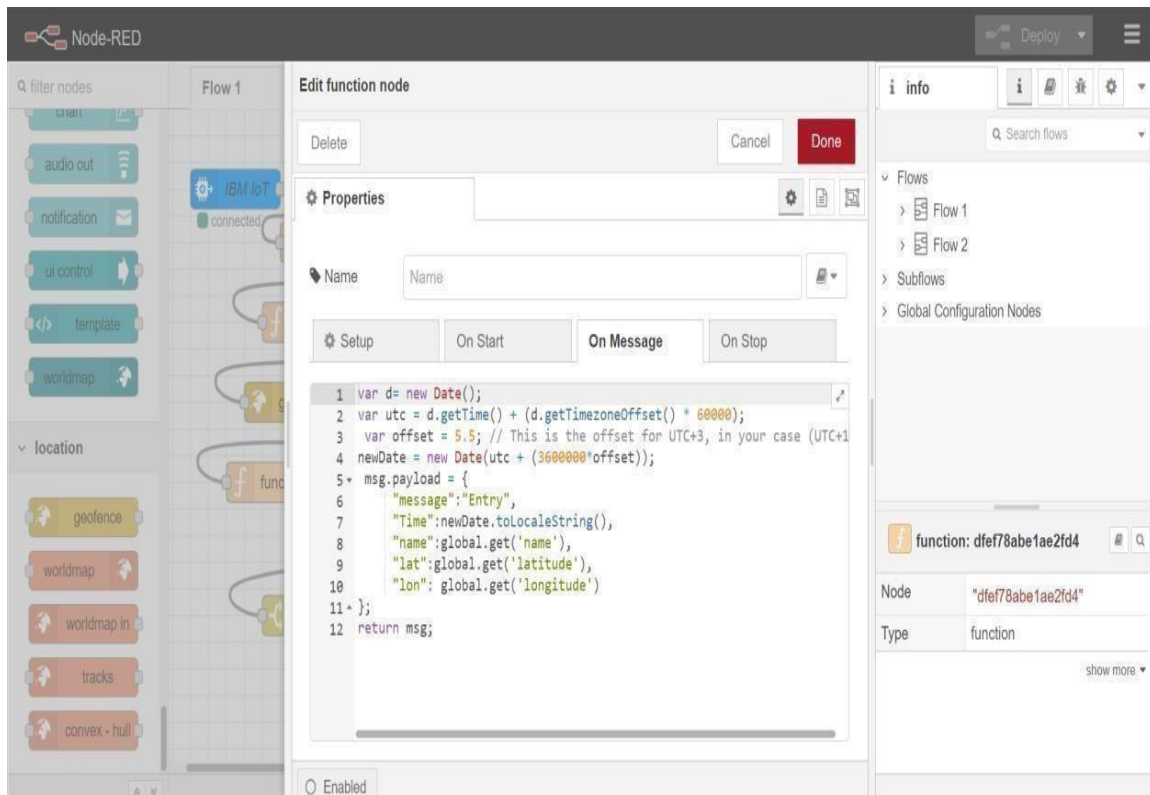 Node-RED
Deploy
filter nodes
chart
audio out
notification
ui control
template
worldmap
location
geofence
worldmap
worldmap in
tracks
convex - hull
Flow 1
IBM IoT
connected
g
func
Edit function node
Delete
Cancel
Done
Properties
Name
Name
Setup
On Start
On Message
On Stop
1 var d= new Date();
2 var utc = d.getTime() + (d.getTimezoneOffset() * 60000);
3 var offset = 5.5; // This is the offset for UTC+3, in your case (UTC+1
4 newDate = new Date(utc + (3600000*offset));
5 msg.payload = {
6 "message":"Entry",
7 "Time":newDate.toLocaleString(),
8 "name":global.get('name'),
9 "lat":global.get('latitude'),
10 "lon": global.get('longitude')
11 };
12 return msg;
Enabled
i info
i
Search flows
Flows
Flow 1
Flow 2
Subflows
Global Configuration Nodes
function: dfef78abe1ae2fd4
Node "dfef78abe1ae2fd4"
Type function
show more